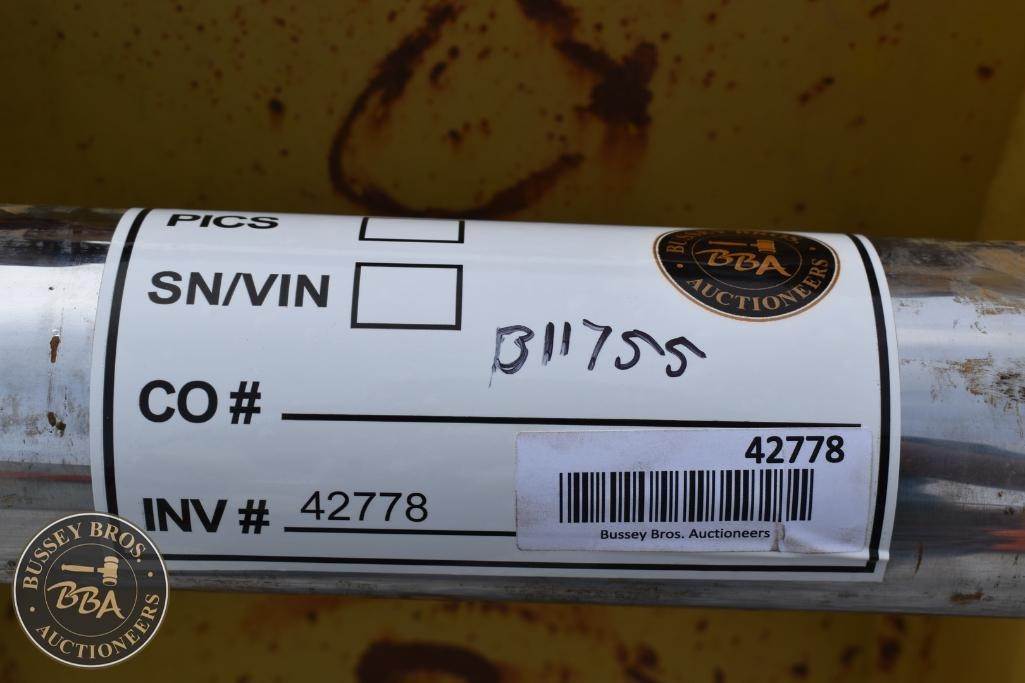 PICS
BUSSEY BROS.
BBA
AUCTIONEERS
SN/VIN
B11755
CO #
42778
INV # 42778
Bussey Bros. Auctioneers
BUSSEY BROS.
BBA
AUCTIONEERS